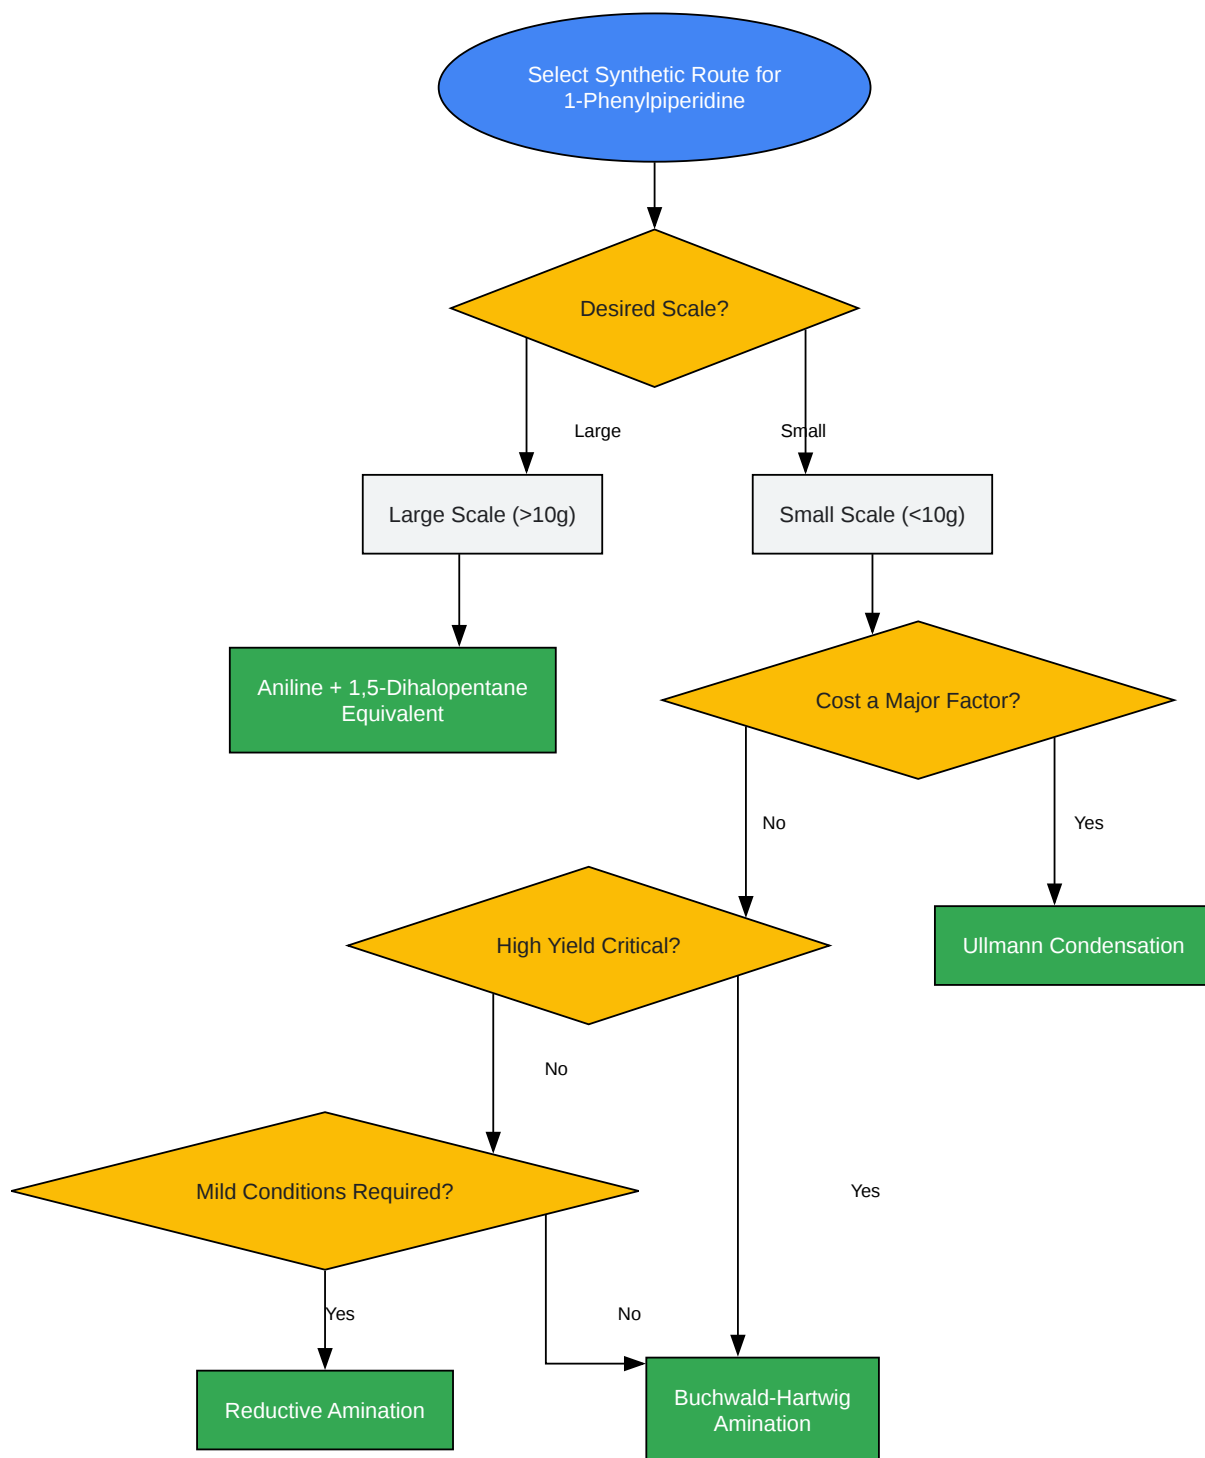 Select Synthetic Route for
1-Phenylpiperidine
Desired Scale?
Large
Small
Large Scale (>10g)
Small Scale (<10g)
Aniline + 1,5-Dihalopentane
Equivalent
Cost a Major Factor?
No
Yes
High Yield Critical?
Ullmann Condensation
No
Mild Conditions Required?
Yes
Yes
No
Reductive Amination
Buchwald-Hartwig
Amination